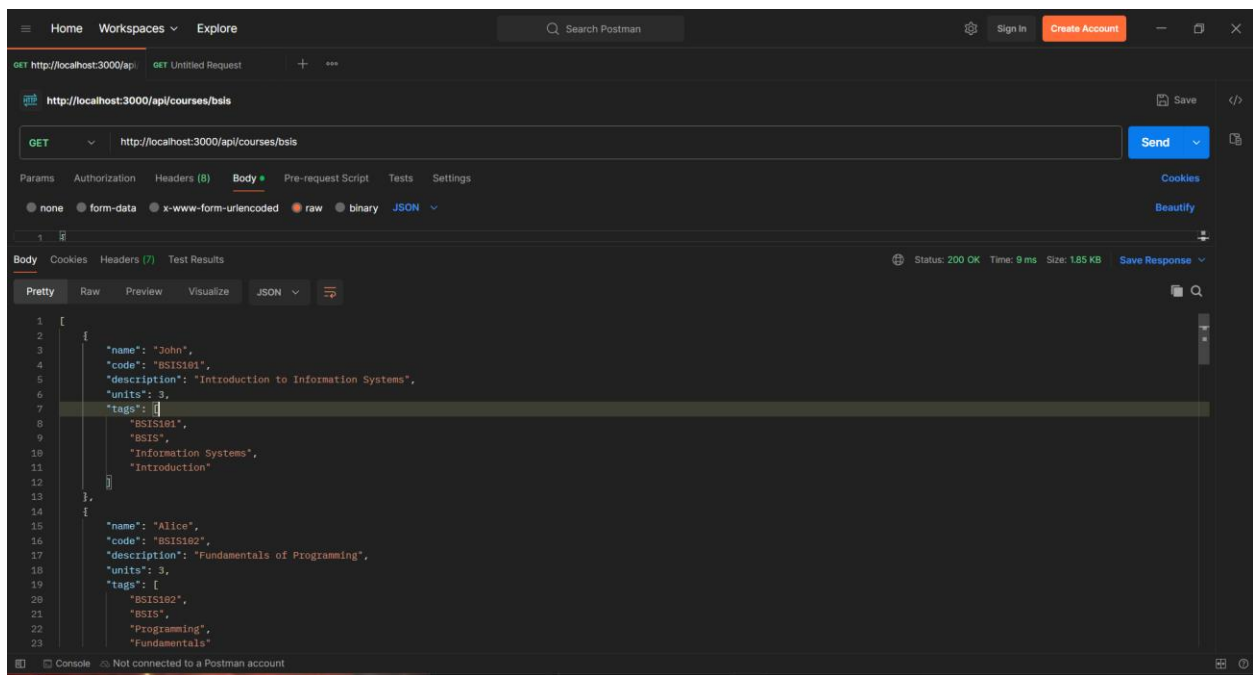 Home Workspaces Explore Search Postman Sign In Create Account
GET http://localhost:3000/api/ GET Untitled Request
HTTP http://localhost:3000/api/courses/bsis Save </>
GET http://localhost:3000/api/courses/bsis Send
Params Authorization Headers (8) Body Pre-request Script Tests Settings Cookies
none form-data x-www-form-urlencoded raw binary JSON Beautify
1
Body Cookies Headers (7) Test Results Status: 200 OK Time: 9 ms Size: 1.85 KB Save Response
Pretty Raw Preview Visualize JSON
1 [
2 {
3 "name": "John",
4 "code": "BSIS101",
5 "description": "Introduction to Information Systems",
6 "units": 3,
7 "tags": [
8 "BSIS101",
9 "BSIS",
10 "Information Systems",
11 "Introduction"
12 ]
13 },
14 {
15 "name": "Alice",
16 "code": "BSIS102",
17 "description": "Fundamentals of Programming",
18 "units": 3,
19 "tags": [
20 "BSIS102",
21 "BSIS",
22 "Programming",
23 "Fundamentals"
Console Not connected to a Postman account